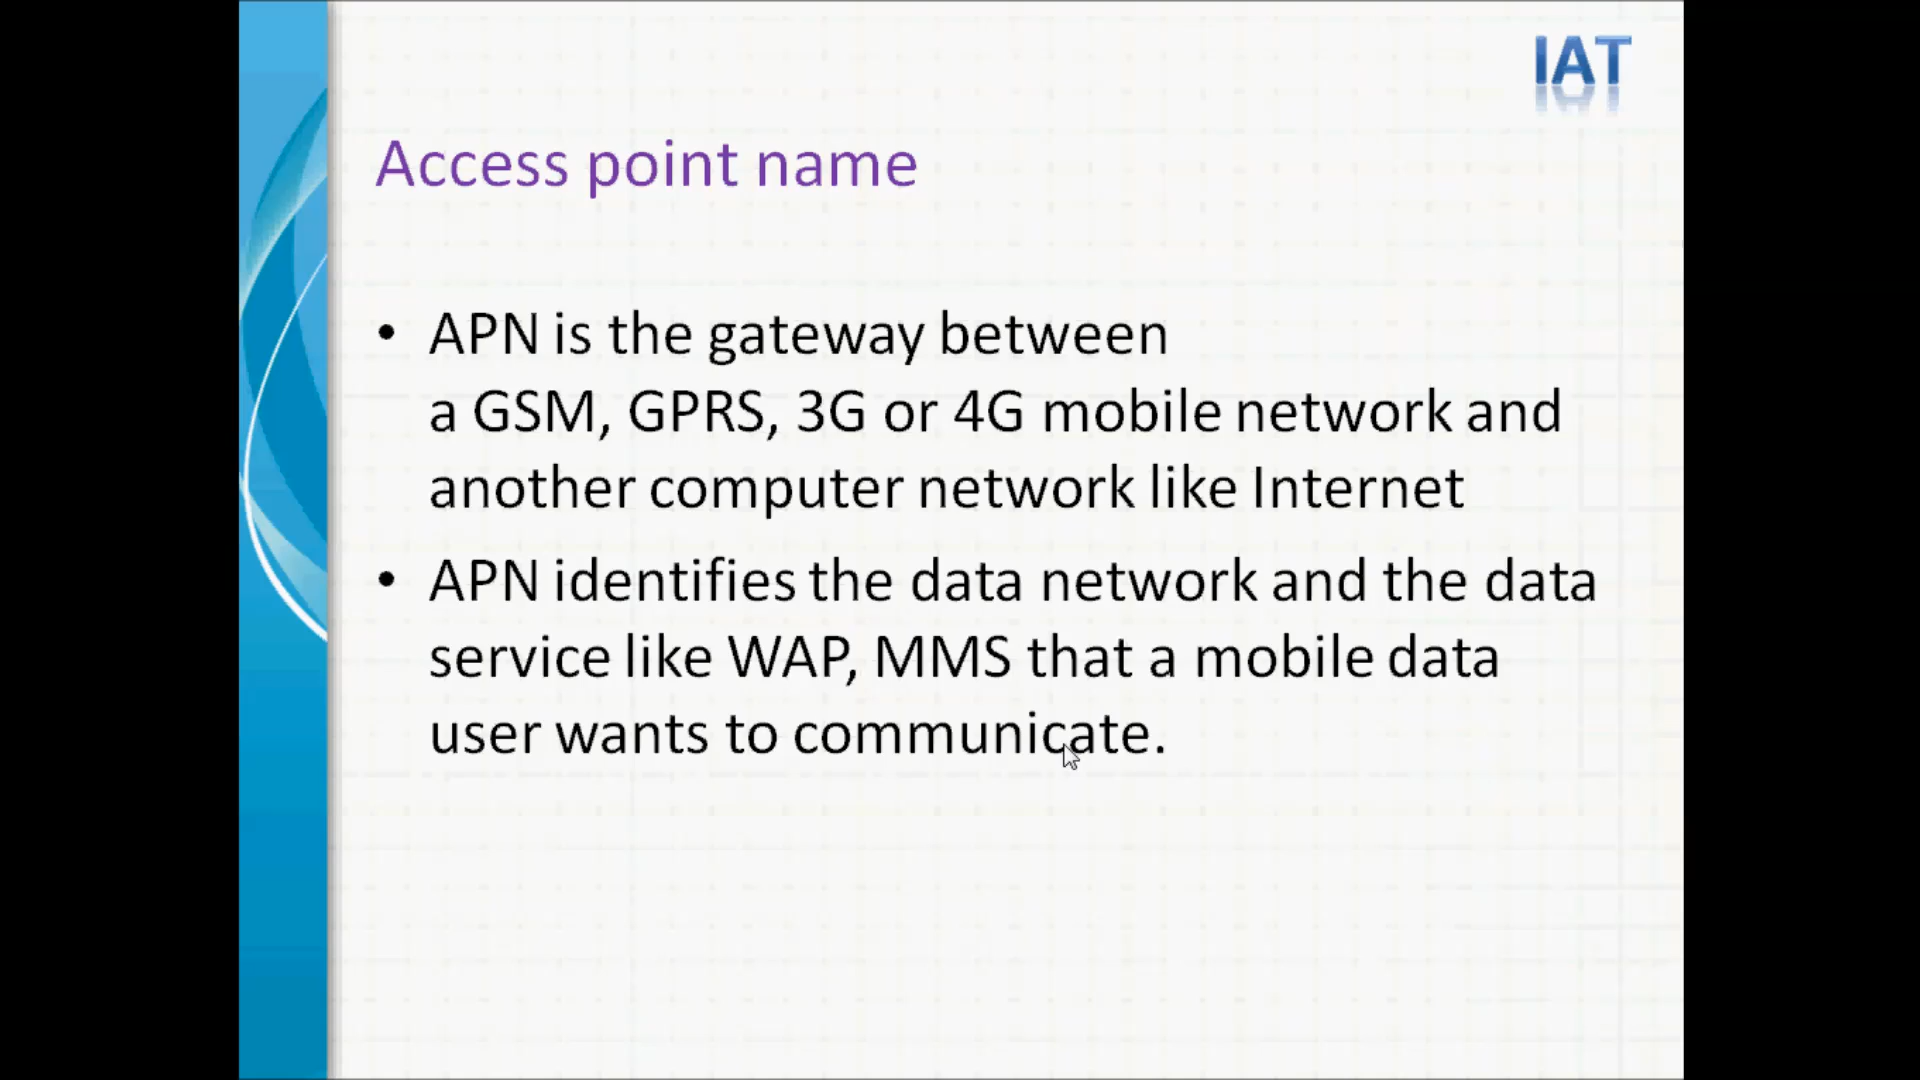 IAT
Access point name
• APN is the gateway between
a GSM, GPRS, 3G or 4G mobile network and
another computer network like Internet
• APN identifies the data network and the data
service like WAP, MMS that a mobile data
user wants to communicate.